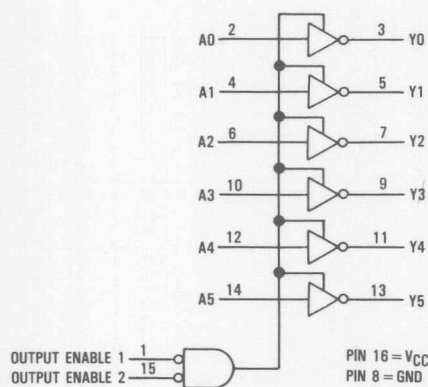 A0 2 3 Y0
A1 4 5 Y1
A2 6 7 Y2
A3 10 9 Y3
A4 12 11 Y4
A5 14 13 Y5
OUTPUT ENABLE 1 1
OUTPUT ENABLE 2 15
PIN 16 = VCC
PIN 8 = GND